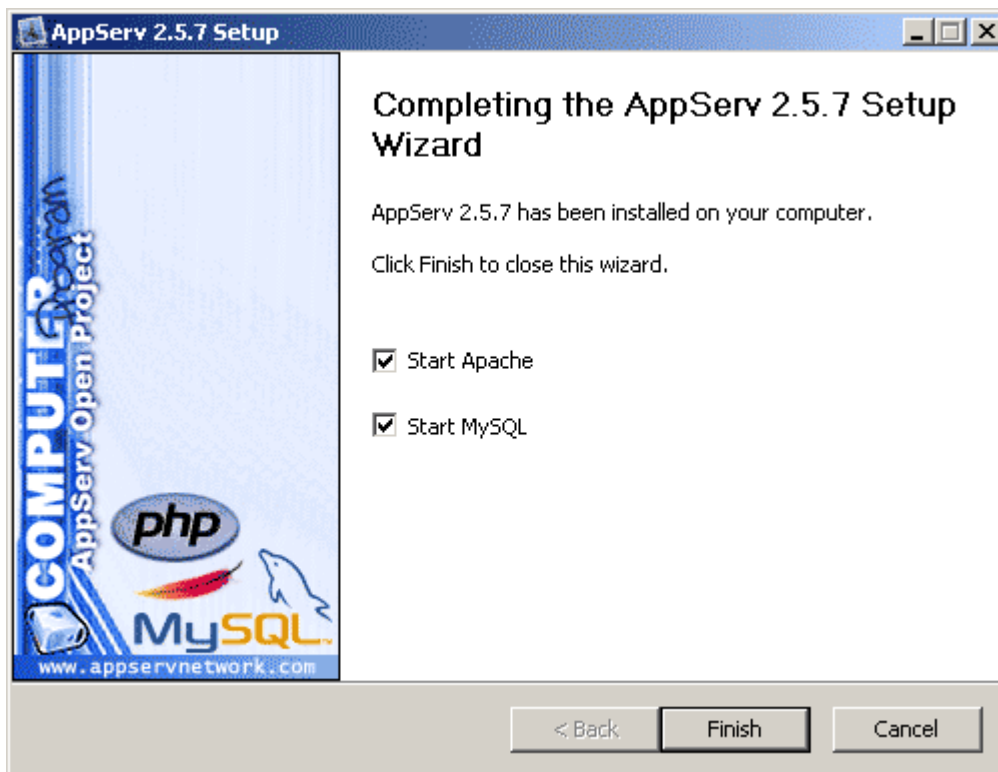 AppServ 2.5.7 Setup
Completing the AppServ 2.5.7 Setup
Wizard
AppServ 2.5.7 has been installed on your computer.
Click Finish to close this wizard.
Start Apache
Start MySQL
COMPUTER
program
AppServ Open Project
php
MySQL
www.appservnetwork.com
< Back
Finish
Cancel